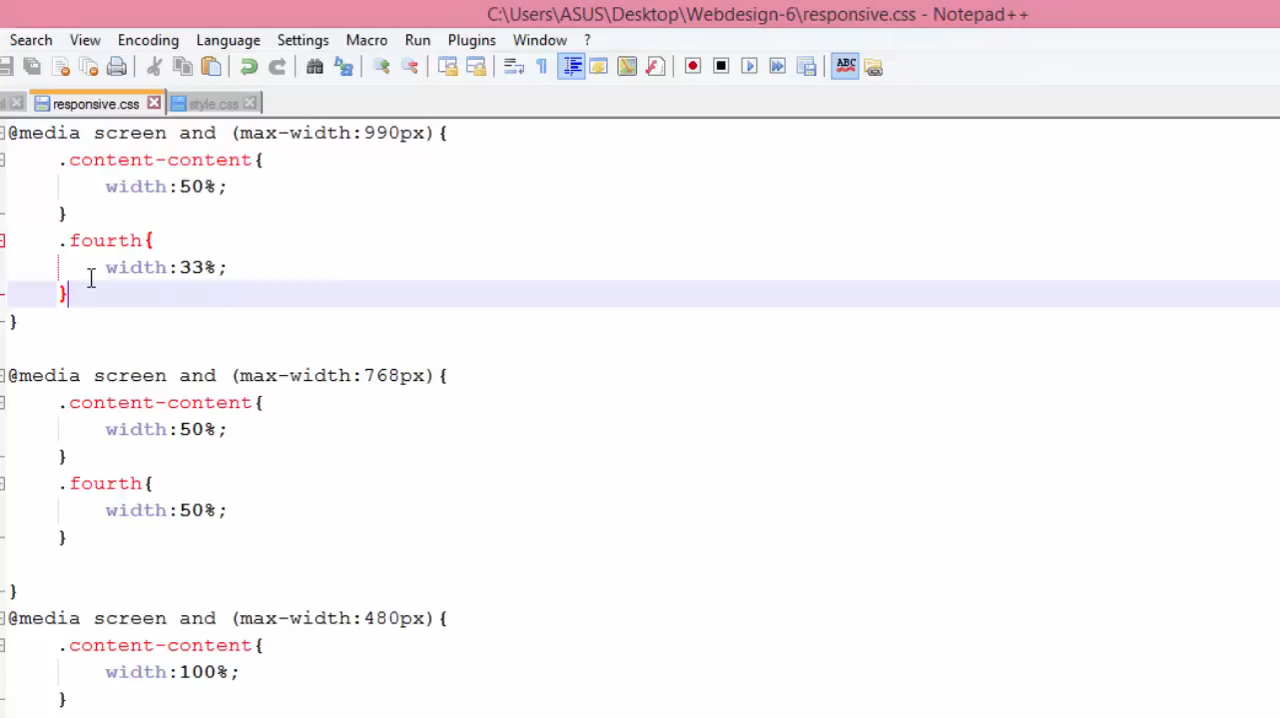 C:\Users\ASUS\Desktop\Webdesign-6\responsive.css - Notepad++
Search View Encoding Language Settings Macro Run Plugins Window ?
ABC
responsive.css style.css
@media screen and (max-width:990px){
.content-content{
width:50%;
}
.fourth{
width:33%;
}
}
@media screen and (max-width:768px){
.content-content{
width:50%;
}
.fourth{
width:50%;
}
}
@media screen and (max-width:480px){
.content-content{
width:100%;
}